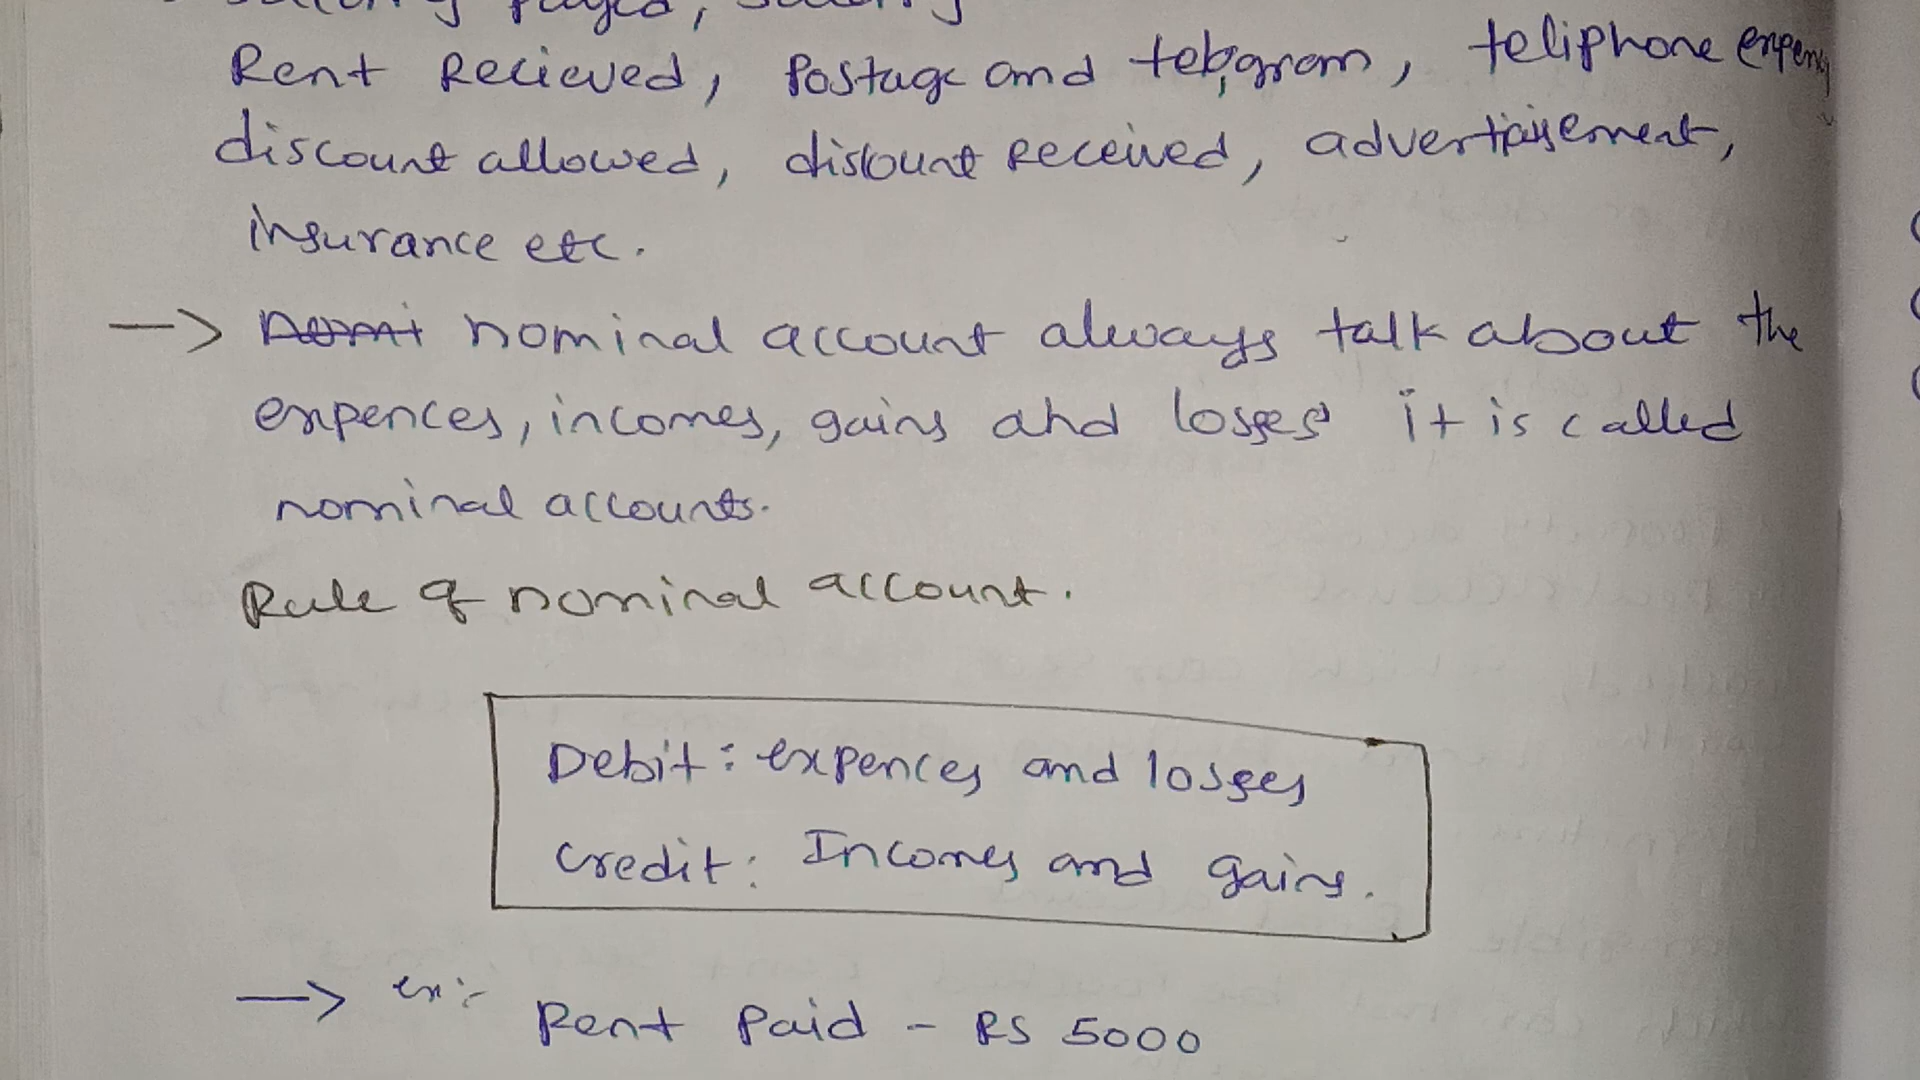 Rent Recieved, Postage and telegram, teliphone
discount allowed, discount received, advertisement,
insurance etc.
→ nominal account always talk about the
expences, incomes, gains and losses it is called
nominal accounts.
Rule of nominal account.
Debit: expences and losses
credit: Incomes and gains.
→ ex:- Rent Paid - RS 5000